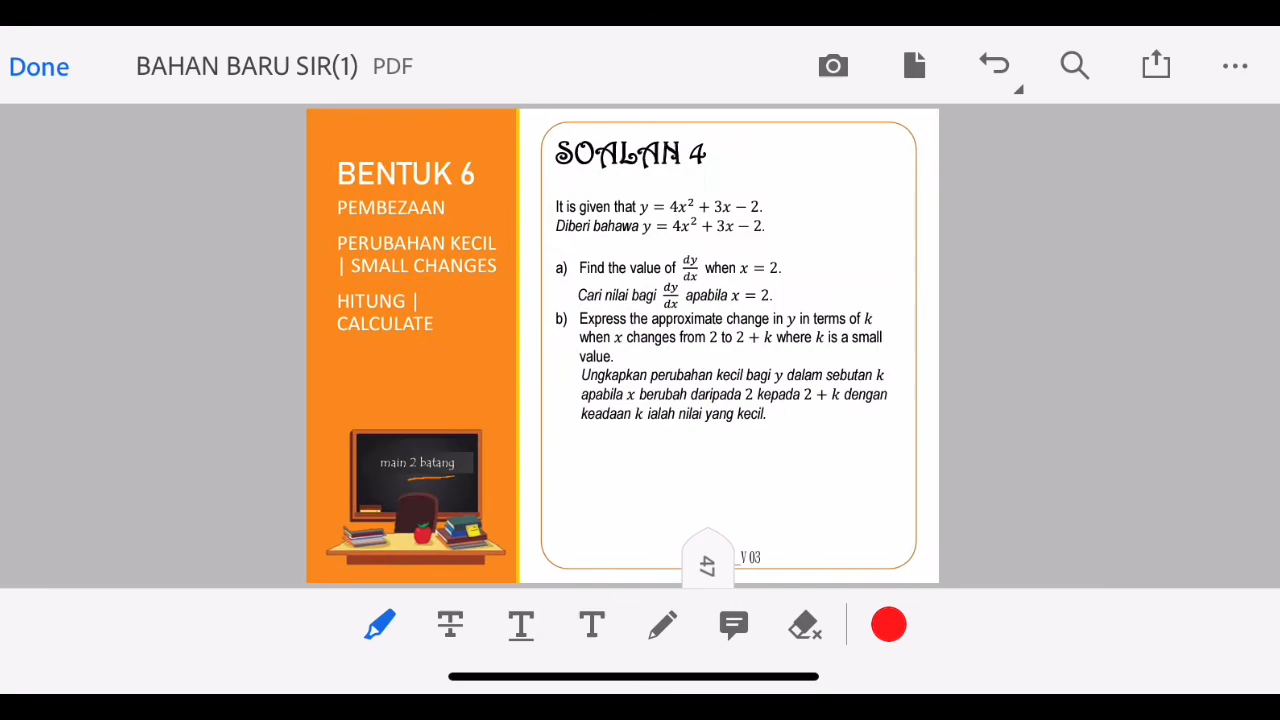 Done
BAHAN BARU SIR(1) PDF
BENTUK 6
PEMBEZAAN
PERUBAHAN KECIL
| SMALL CHANGES
HITUNG |
CALCULATE
main 2 batang
SOALAN 4
It is given that y = 4x² + 3x − 2.
Diberi bahawa y = 4x² + 3x − 2.
a) Find the value of dy/dx when x = 2.
Cari nilai bagi dy/dx apabila x = 2.
b) Express the approximate change in y in terms of k
when x changes from 2 to 2 + k where k is a small
value.
Ungkapkan perubahan kecil bagi y dalam sebutan k
apabila x berubah daripada 2 kepada 2 + k dengan
keadaan k ialah nilai yang kecil.
47
_V 03